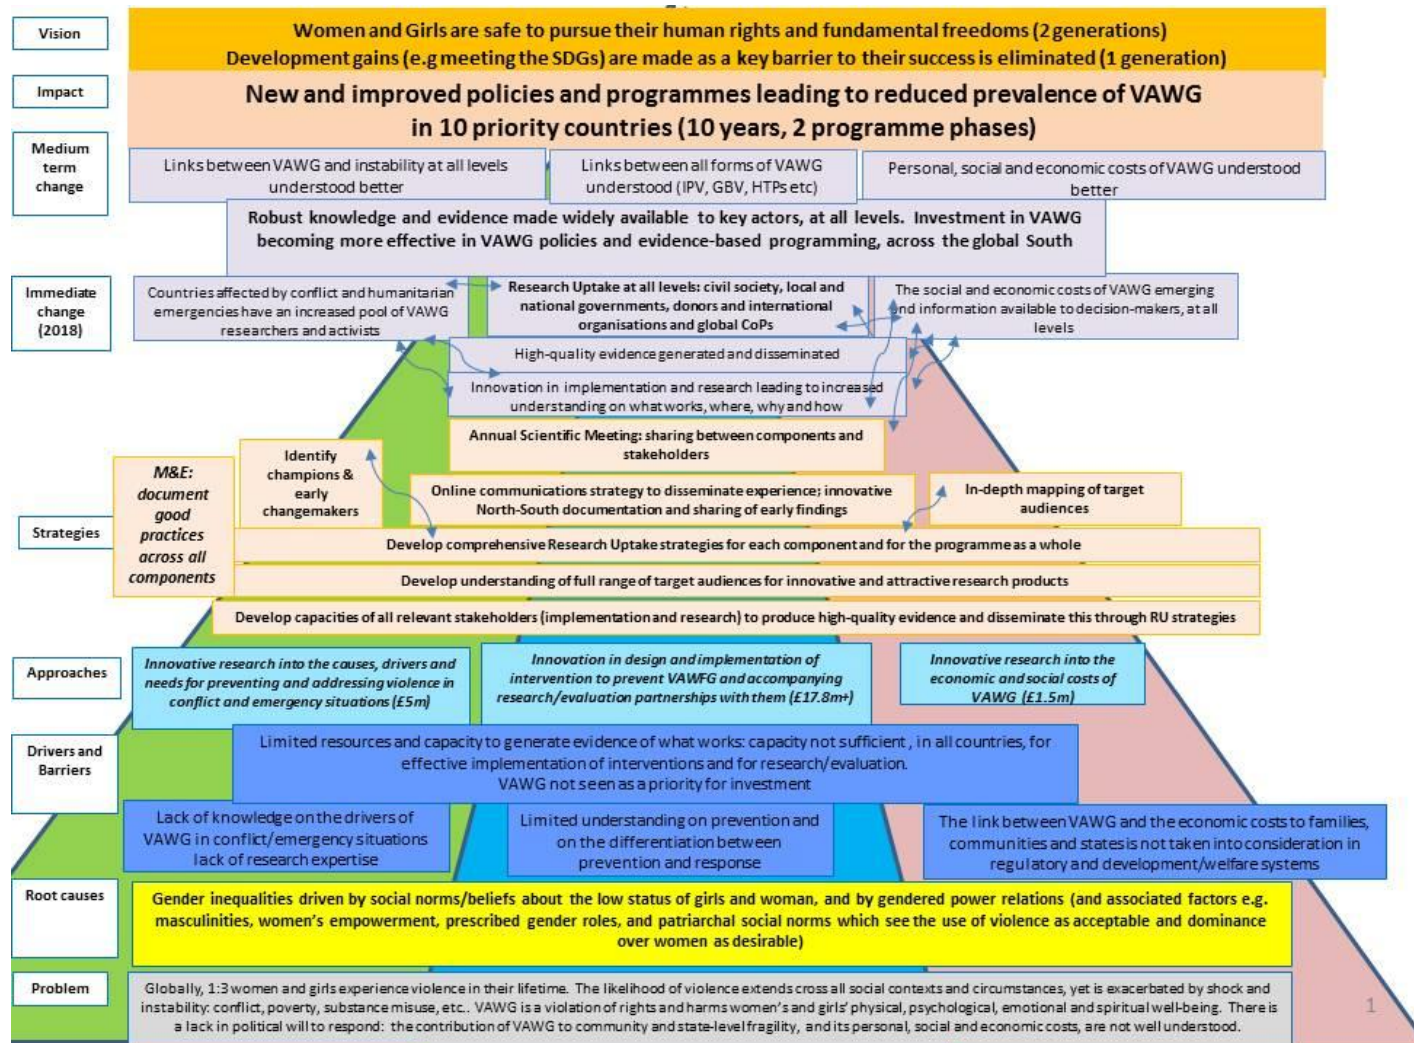 Vision
Women and Girls are safe to pursue their human rights and fundamental freedoms (2 generations)
Development gains (e.g meeting the SDGs) are made as a key barrier to their success is eliminated (1 generation)
Impact
New and improved policies and programmes leading to reduced prevalence of VAWG
in 10 priority countries (10 years, 2 programme phases)
Medium
term
change
Links between VAWG and instability at all levels
understood better
Links between all forms of VAWG
understood (IPV, GBV, HTPs etc)
Personal, social and economic costs of VAWG understood
better
Robust knowledge and evidence made widely available to key actors, at all levels. Investment in VAWG
becoming more effective in VAWG policies and evidence-based programming, across the global South
Immediate
change
(2018)
Countries affected by conflict and humanitarian
emergencies have an increased pool of VAWG
researchers and activists
Research Uptake at all levels: civil society, local and
national governments, donors and international
organisations and global CoPs
The social and economic costs of VAWG emerging
and information available to decision-makers, at all
levels
High-quality evidence generated and disseminated
Innovation in implementation and research leading to increased
understanding on what works, where, why and how
Annual Scientific Meeting: sharing between components and
stakeholders
Strategies
M&E:
document
good
practices
across all
components
Identify
champions &
early
changemakers
Online communications strategy to disseminate experience; innovative
North-South documentation and sharing of early findings
In-depth mapping of target
audiences
Develop comprehensive Research Uptake strategies for each component and for the programme as a whole
Develop understanding of full range of target audiences for innovative and attractive research products
Develop capacities of all relevant stakeholders (implementation and research) to produce high-quality evidence and disseminate this through RU strategies
Approaches
Innovative research into the causes, drivers and
needs for preventing and addressing violence in
conflict and emergency situations (£5m)
Innovation in design and implementation of
intervention to prevent VAWFG and accompanying
research/evaluation partnerships with them (£17.8m+)
Innovative research into the
economic and social costs of
VAWG (£1.5m)
Drivers and
Barriers
Limited resources and capacity to generate evidence of what works: capacity not sufficient , in all countries, for
effective implementation of interventions and for research/evaluation.
VAWG not seen as a priority for investment
Lack of knowledge on the drivers of
VAWG in conflict/emergency situations
lack of research expertise
Limited understanding on prevention and
on the differentiation between
prevention and response
The link between VAWG and the economic costs to families,
communities and states is not taken into consideration in
regulatory and development/welfare systems
Root causes
Gender inequalities driven by social norms/beliefs about the low status of girls and woman, and by gendered power relations (and associated factors e.g.
masculinities, women's empowerment, prescribed gender roles, and patriarchal social norms which see the use of violence as acceptable and dominance
over women as desirable)
Problem
Globally, 1:3 women and girls experience violence in their lifetime. The likelihood of violence extends cross all social contexts and circumstances, yet is exacerbated by shock and
instability: conflict, poverty, substance misuse, etc.. VAWG is a violation of rights and harms women's and girls' physical, psychological, emotional and spiritual well-being. There is
a lack in political will to respond: the contribution of VAWG to community and state-level fragility, and its personal, social and economic costs, are not well understood.
1